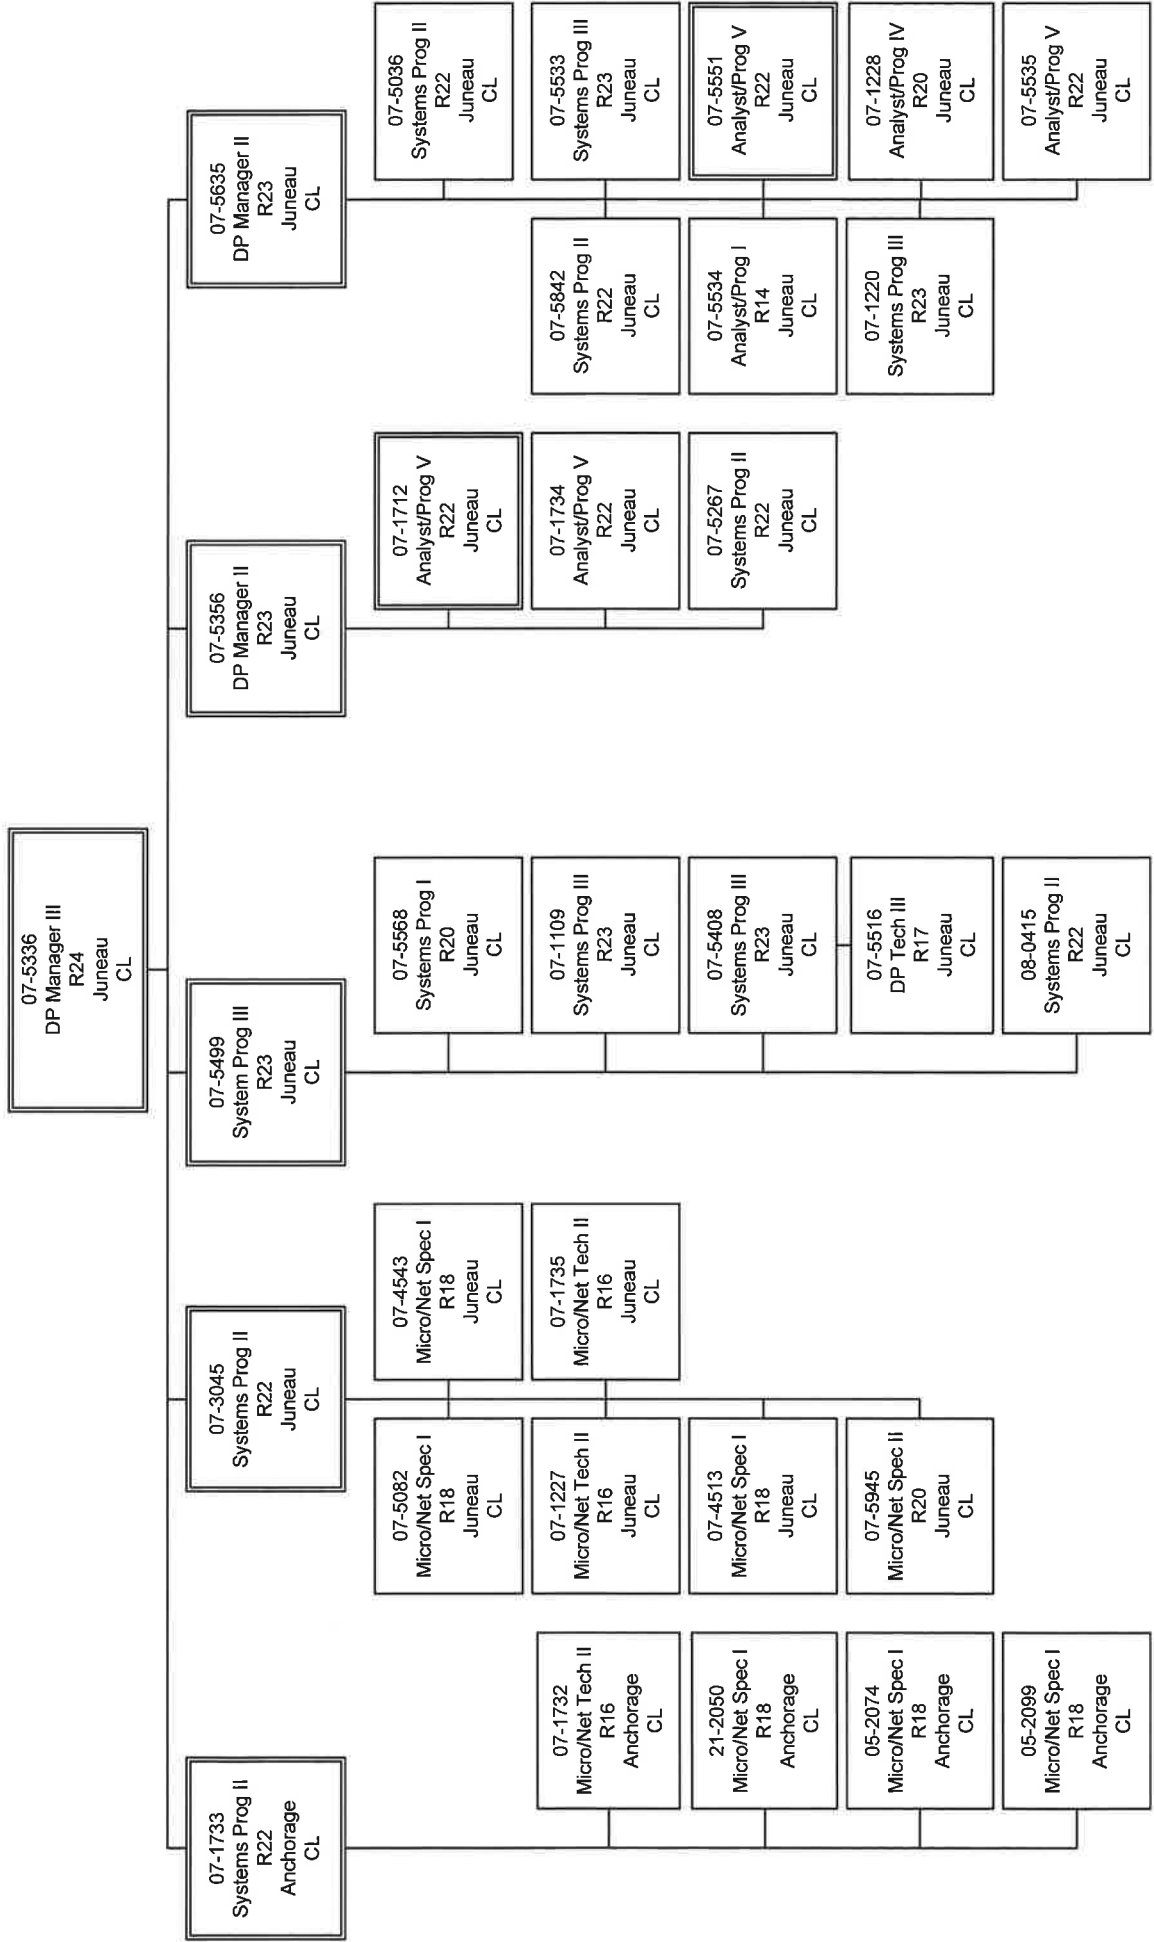 07-5336
DP Manager III
R24
Juneau
CL
07-1733
Systems Prog II
R22
Anchorage
CL
07-3045
Systems Prog II
R22
Juneau
CL
07-5499
System Prog III
R23
Juneau
CL
07-5356
DP Manager II
R23
Juneau
CL
07-5635
DP Manager II
R23
Juneau
CL
07-1732
Micro/Net Tech II
R16
Anchorage
CL
21-2050
Micro/Net Spec I
R18
Anchorage
CL
05-2074
Micro/Net Spec I
R18
Anchorage
CL
05-2099
Micro/Net Spec I
R18
Anchorage
CL
07-5082
Micro/Net Spec I
R18
Juneau
CL
07-4543
Micro/Net Spec I
R18
Juneau
CL
07-1227
Micro/Net Tech II
R16
Juneau
CL
07-1735
Micro/Net Tech II
R16
Juneau
CL
07-4513
Micro/Net Spec I
R18
Juneau
CL
07-5945
Micro/Net Spec II
R20
Juneau
CL
07-5568
Systems Prog I
R20
Juneau
CL
07-1109
Systems Prog III
R23
Juneau
CL
07-5408
Systems Prog III
R23
Juneau
CL
07-5516
DP Tech III
R17
Juneau
CL
08-0415
Systems Prog II
R22
Juneau
CL
07-1712
Analyst/Prog V
R22
Juneau
CL
07-1734
Analyst/Prog V
R22
Juneau
CL
07-5267
Systems Prog II
R22
Juneau
CL
07-5036
Systems Prog II
R22
Juneau
CL
07-5842
Systems Prog II
R22
Juneau
CL
07-5533
Systems Prog III
R23
Juneau
CL
07-5534
Analyst/Prog I
R14
Juneau
CL
07-5551
Analyst/Prog V
R22
Juneau
CL
07-1220
Systems Prog III
R23
Juneau
CL
07-1228
Analyst/Prog IV
R20
Juneau
CL
07-5535
Analyst/Prog V
R22
Juneau
CL